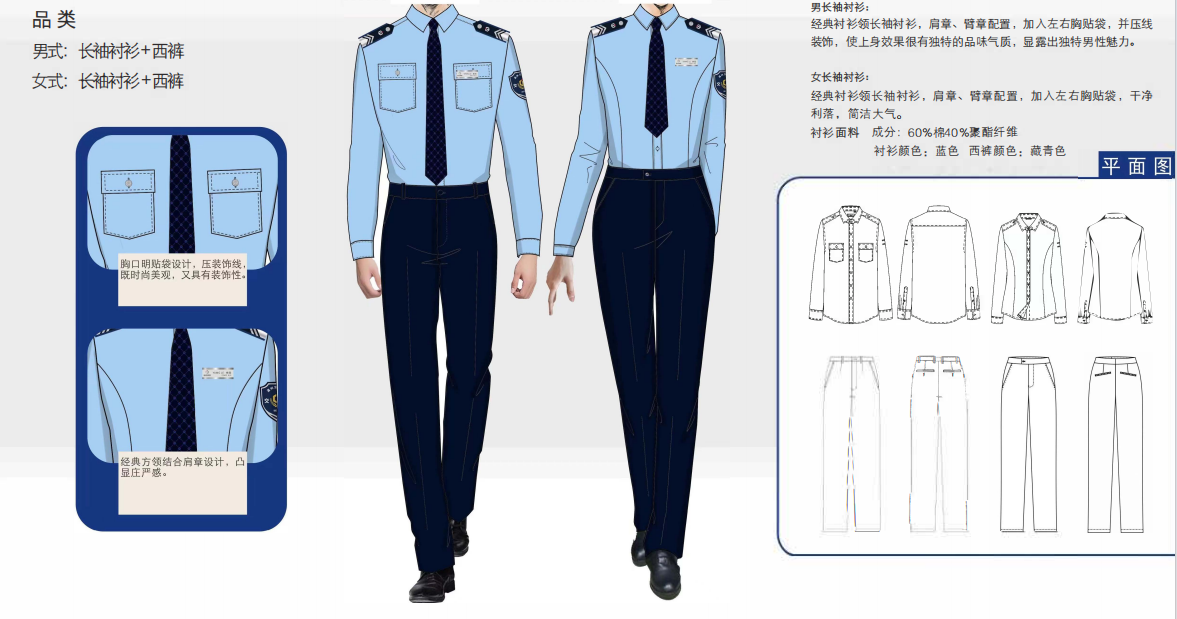 品 类
男式：长袖衬衫+西裤
女式：长袖衬衫+西裤
胸口明贴袋设计，压装饰线，
既时尚美观，又具有装饰性。
经典方领结合肩章设计，凸
显庄严感。
男长袖衬衫：
经典衬衫领长袖衬衫，肩章、臂章配置，加入左右胸贴袋，并压线
装饰，使上身效果很有独特的品味气质，显露出独特男性魅力。
女长袖衬衫：
经典衬衫领长袖衬衫，肩章、臂章配置，加入左右胸贴袋，干净
利落，简洁大气。
衬衫面料 成分：60%棉40%聚酯纤维
衬衫颜色：蓝色 西裤颜色：藏青色
平 面 图